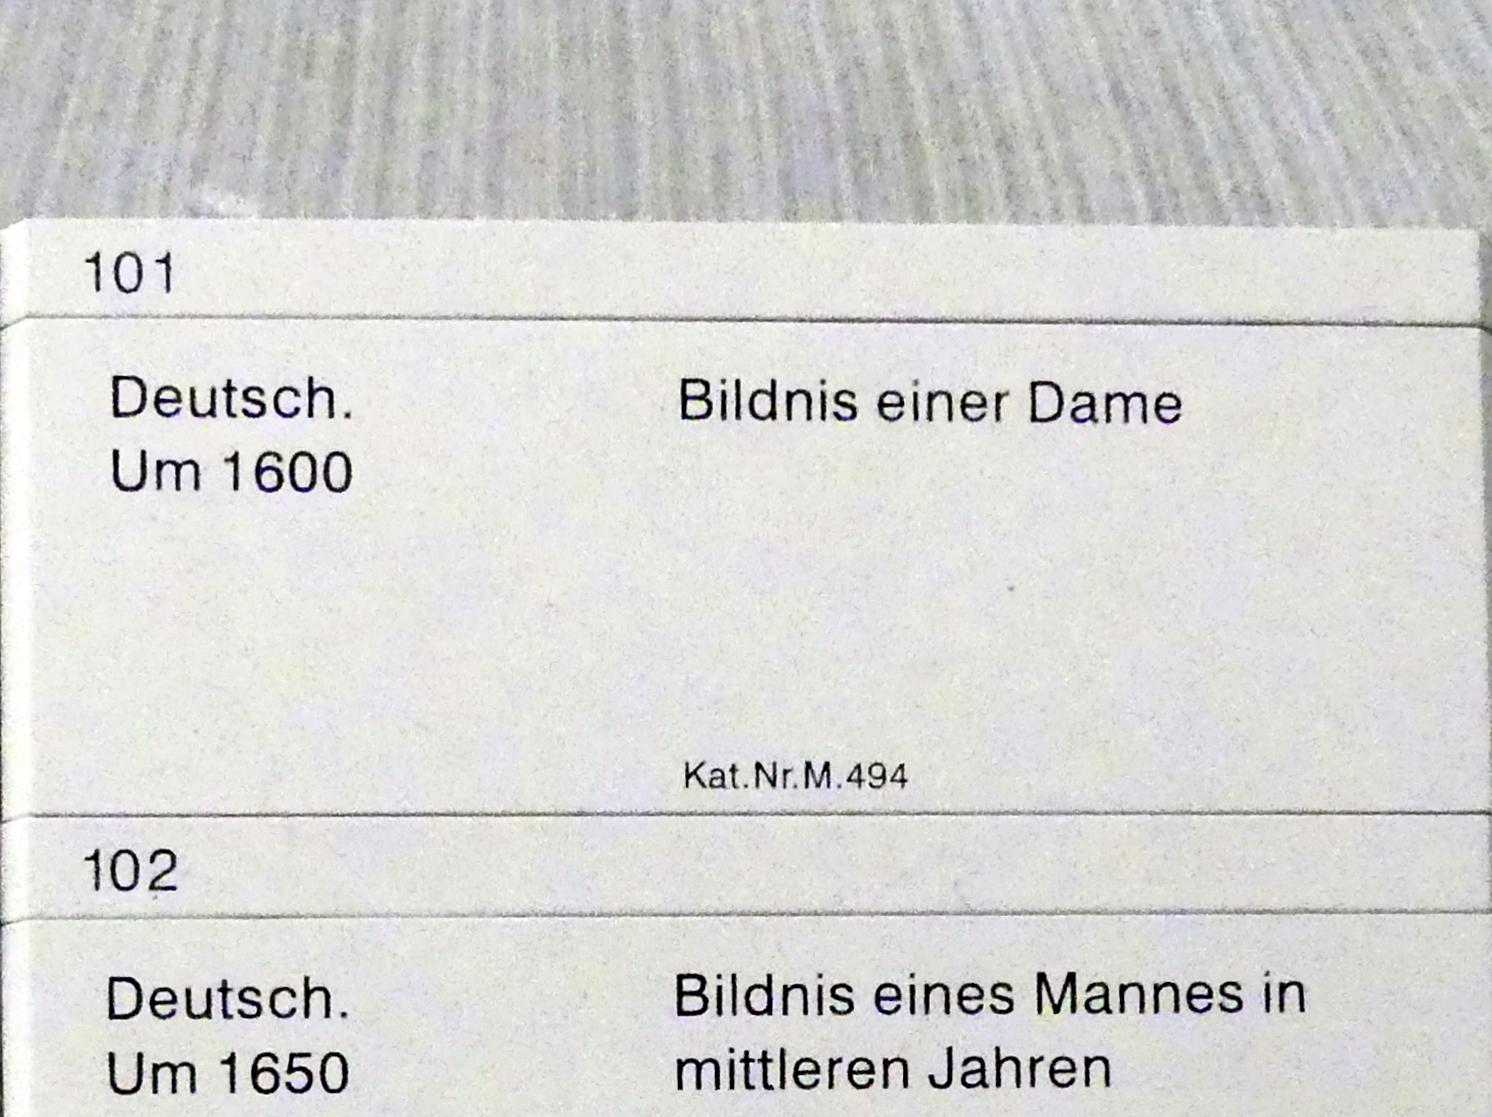 101
Deutsch.
Um 1600
Bildnis einer Dame
Kat.Nr.M.494
102
Deutsch.
Um 1650
Bildnis eines Mannes in
mittleren Jahren